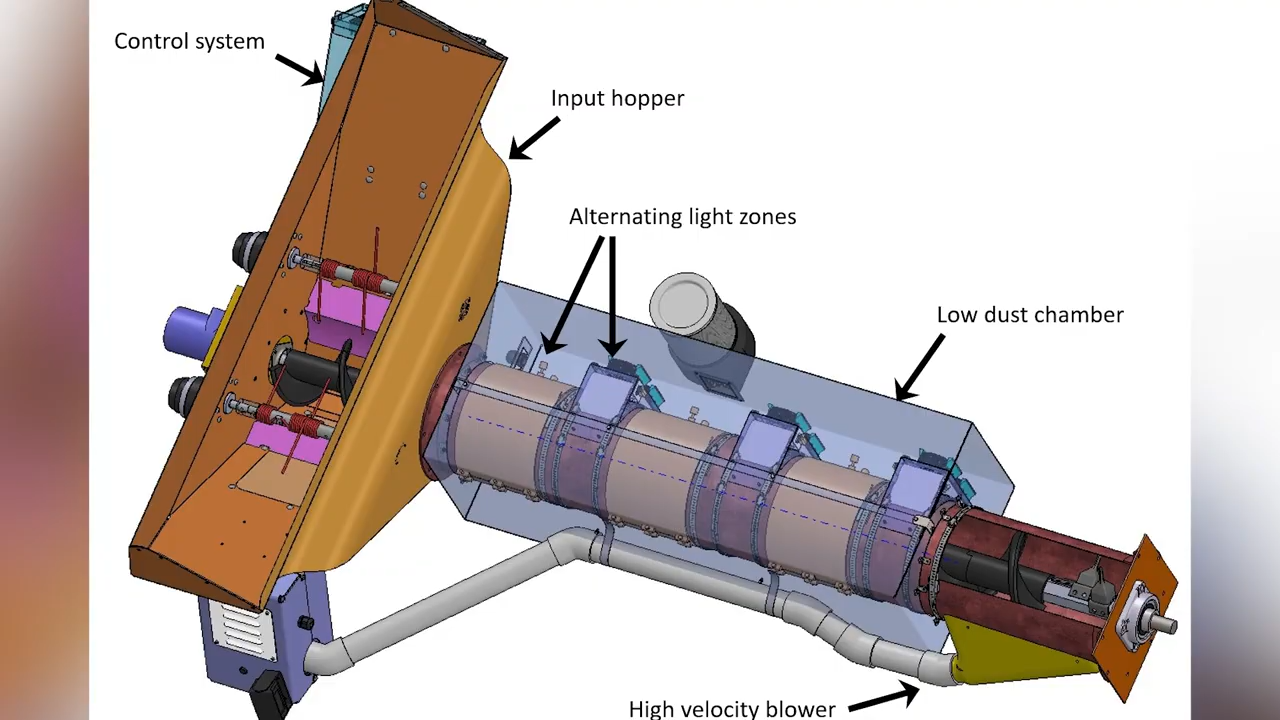 Control system
Input hopper
Alternating light zones
Low dust chamber
High velocity blower